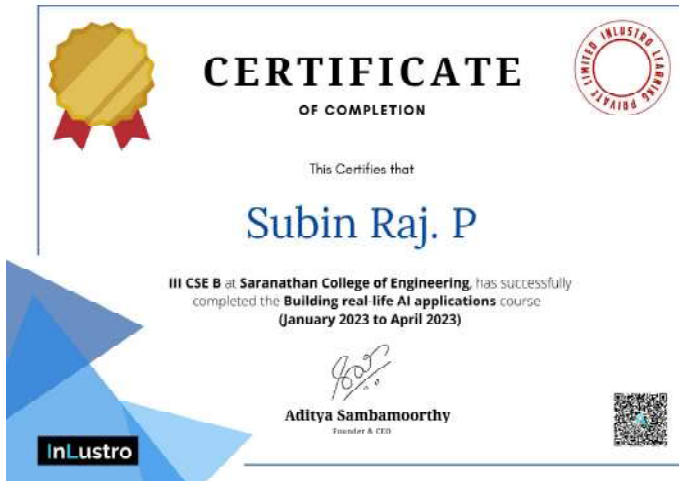 CERTIFICATE
OF COMPLETION
INLUSTRO LEARNING PRIVATE LIMITED
This Certifies that
Subin Raj. P
III CSE B at Saranathan College of Engineering, has successfully
completed the Building real-life AI applications course
(January 2023 to April 2023)
Aditya Sambamoorthy
Founder & CEO
InLustro